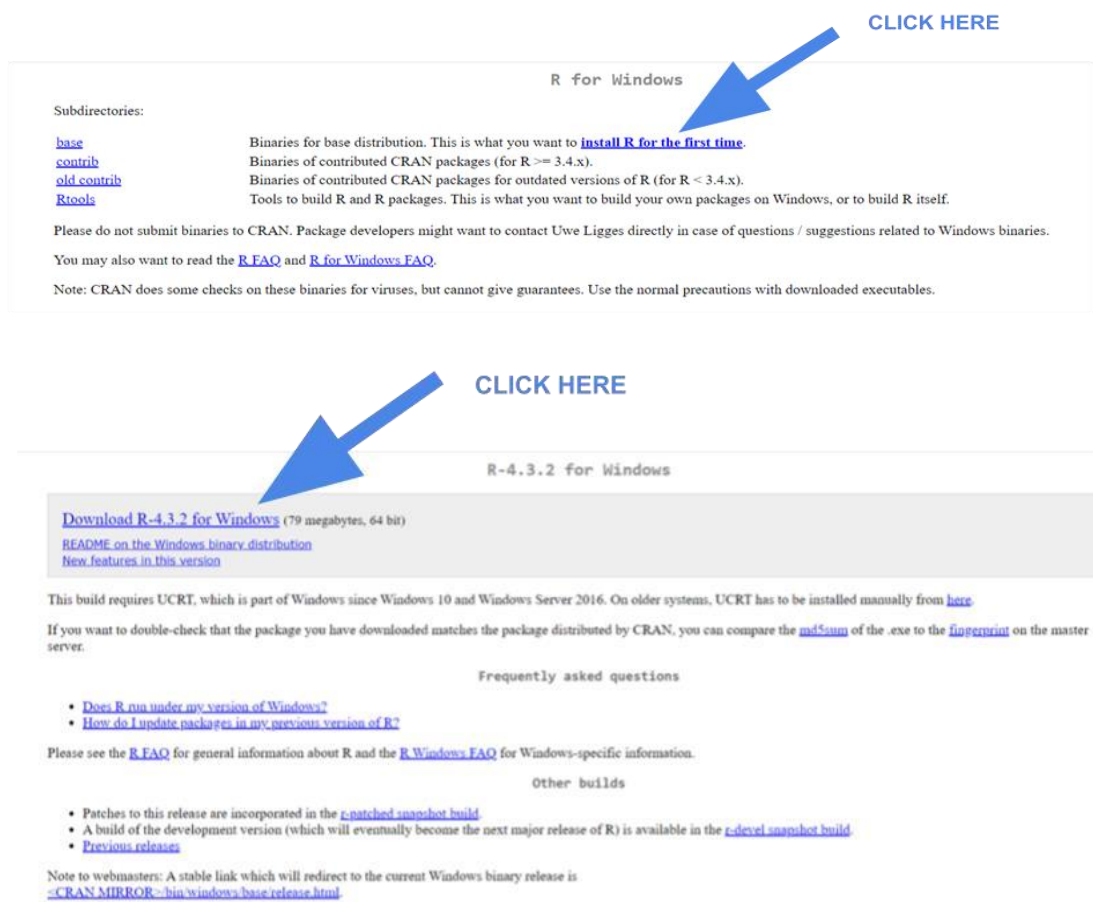 CLICK HERE
R for Windows
Subdirectories:
base Binaries for base distribution. This is what you want to install R for the first time.
contrib Binaries of contributed CRAN packages (for R >= 3.4.x).
old contrib Binaries of contributed CRAN packages for outdated versions of R (for R < 3.4.x).
Rtools Tools to build R and R packages. This is what you want to build your own packages on Windows, or to build R itself.
Please do not submit binaries to CRAN. Package developers might want to contact Uwe Ligges directly in case of questions / suggestions related to Windows binaries.
You may also want to read the R FAQ and R for Windows FAQ.
Note: CRAN does some checks on these binaries for viruses, but cannot give guarantees. Use the normal precautions with downloaded executables.
CLICK HERE
R-4.3.2 for Windows
Download R-4.3.2 for Windows (79 megabytes, 64 bit)
README on the Windows binary distribution
New features in this version
This build requires UCRT, which is part of Windows since Windows 10 and Windows Server 2016. On older systems, UCRT has to be installed manually from here.
If you want to double-check that the package you have downloaded matches the package distributed by CRAN, you can compare the md5sum of the .exe to the fingerprint on the master
server.
Frequently asked questions
• Does R run under my version of Windows?
• How do I update packages in my previous version of R?
Please see the R FAQ for general information about R and the R Windows FAQ for Windows-specific information.
Other builds
• Patches to this release are incorporated in the r-patched snapshot build.
• A build of the development version (which will eventually become the next major release of R) is available in the r-devel snapshot build.
• Previous releases
Note to webmasters: A stable link which will redirect to the current Windows binary release is
<CRAN MIRROR>/bin/windows/base/release.html.